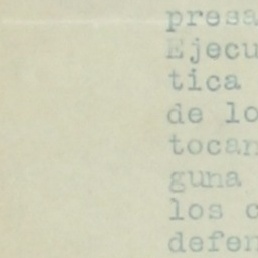 presa
Ejecu
tica
de lo
tocan
guna
los c
defen